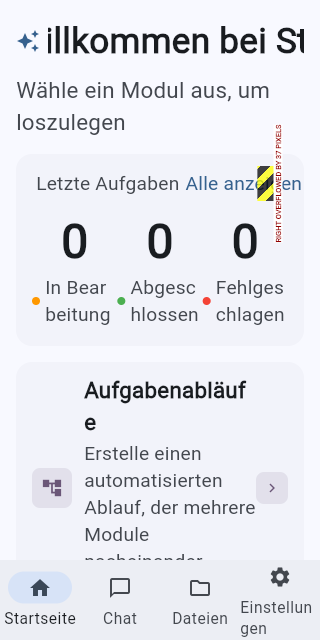 illkommen bei St
Wähle ein Modul aus, um
loszulegen
RIGHT OVERFLOWED BY 37 PIXELS
Letzte Aufgaben Alle anzeigen
0 0 0
In Bear Abgesc Fehlges
beitung hlossen chlagen
Aufgabenabläuf
e
Erstelle einen
automatisierten
Ablauf, der mehrere
Module
nacheinander
Startseite Chat Dateien Einstellun
gen